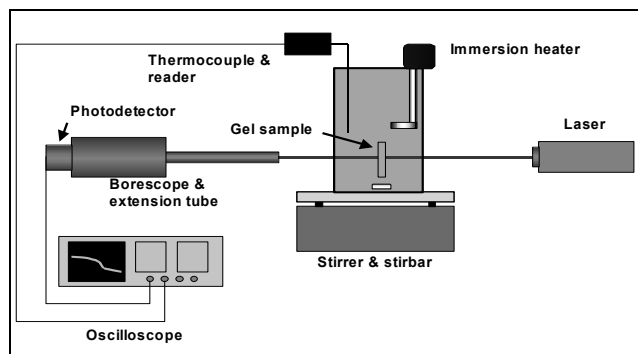 Thermocouple &
reader
Immersion heater
Photodetector
Gel sample
Laser
Borescope &
extension tube
Stirrer & stirbar
Oscilloscope